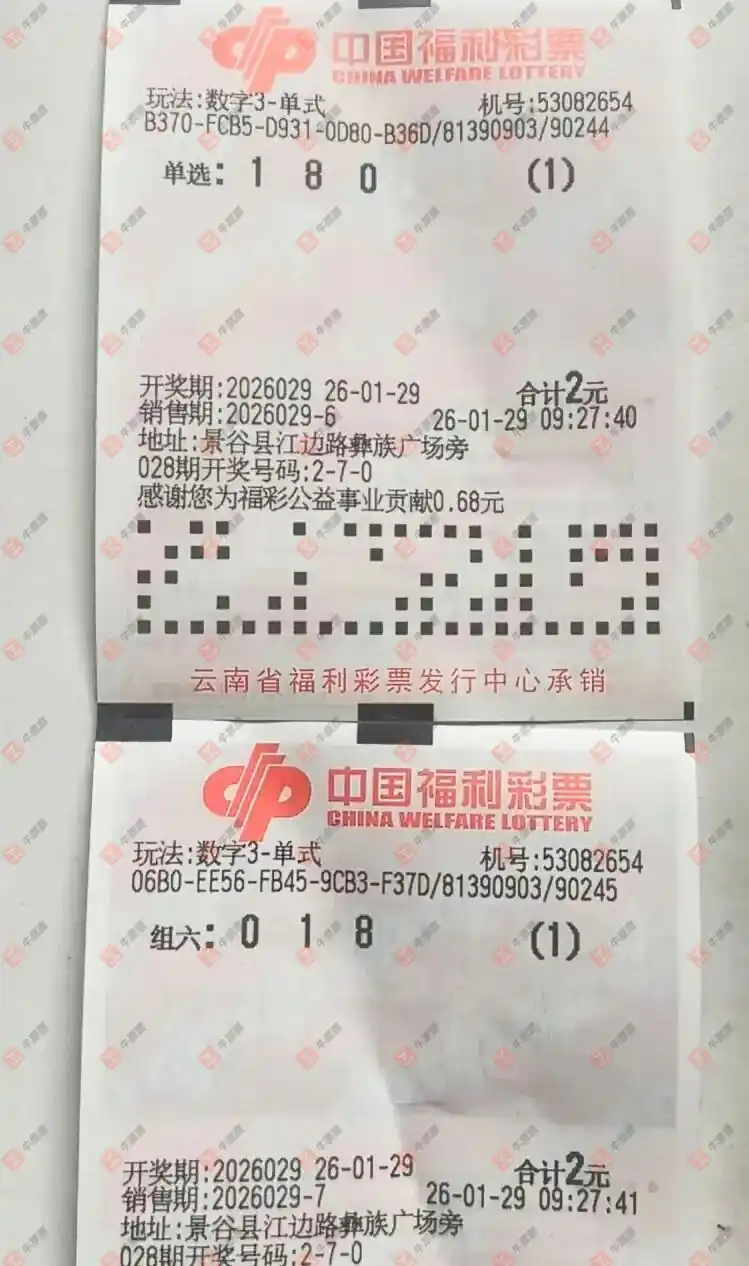 中国福利彩票
CHINA WELFARE LOTTERY
玩法:数字3-单式 机号:53082654
B370-FCB5-D931-0D80-B36D/81390903/90244
单选: 1 8 0 (1)
开奖期:2026029 26-01-29 合计2元
销售期:2026029-6 26-01-29 09:27:40
地址:景谷县江边路彝族广场旁
028期开奖号码:2-7-0
感谢您为福彩公益事业贡献0.68元
云南省福利彩票发行中心承销
中国福利彩票
CHINA WELFARE LOTTERY
玩法:数字3-单式 机号:53082654
06B0-EE56-FB45-9CB3-F37D/81390903/90245
组六: 0 1 8 (1)
开奖期:2026029 26-01-29 合计2元
销售期:2026029-7 26-01-29 09:27:41
地址:景谷县江边路彝族广场旁
028期开奖号码:2-7-0